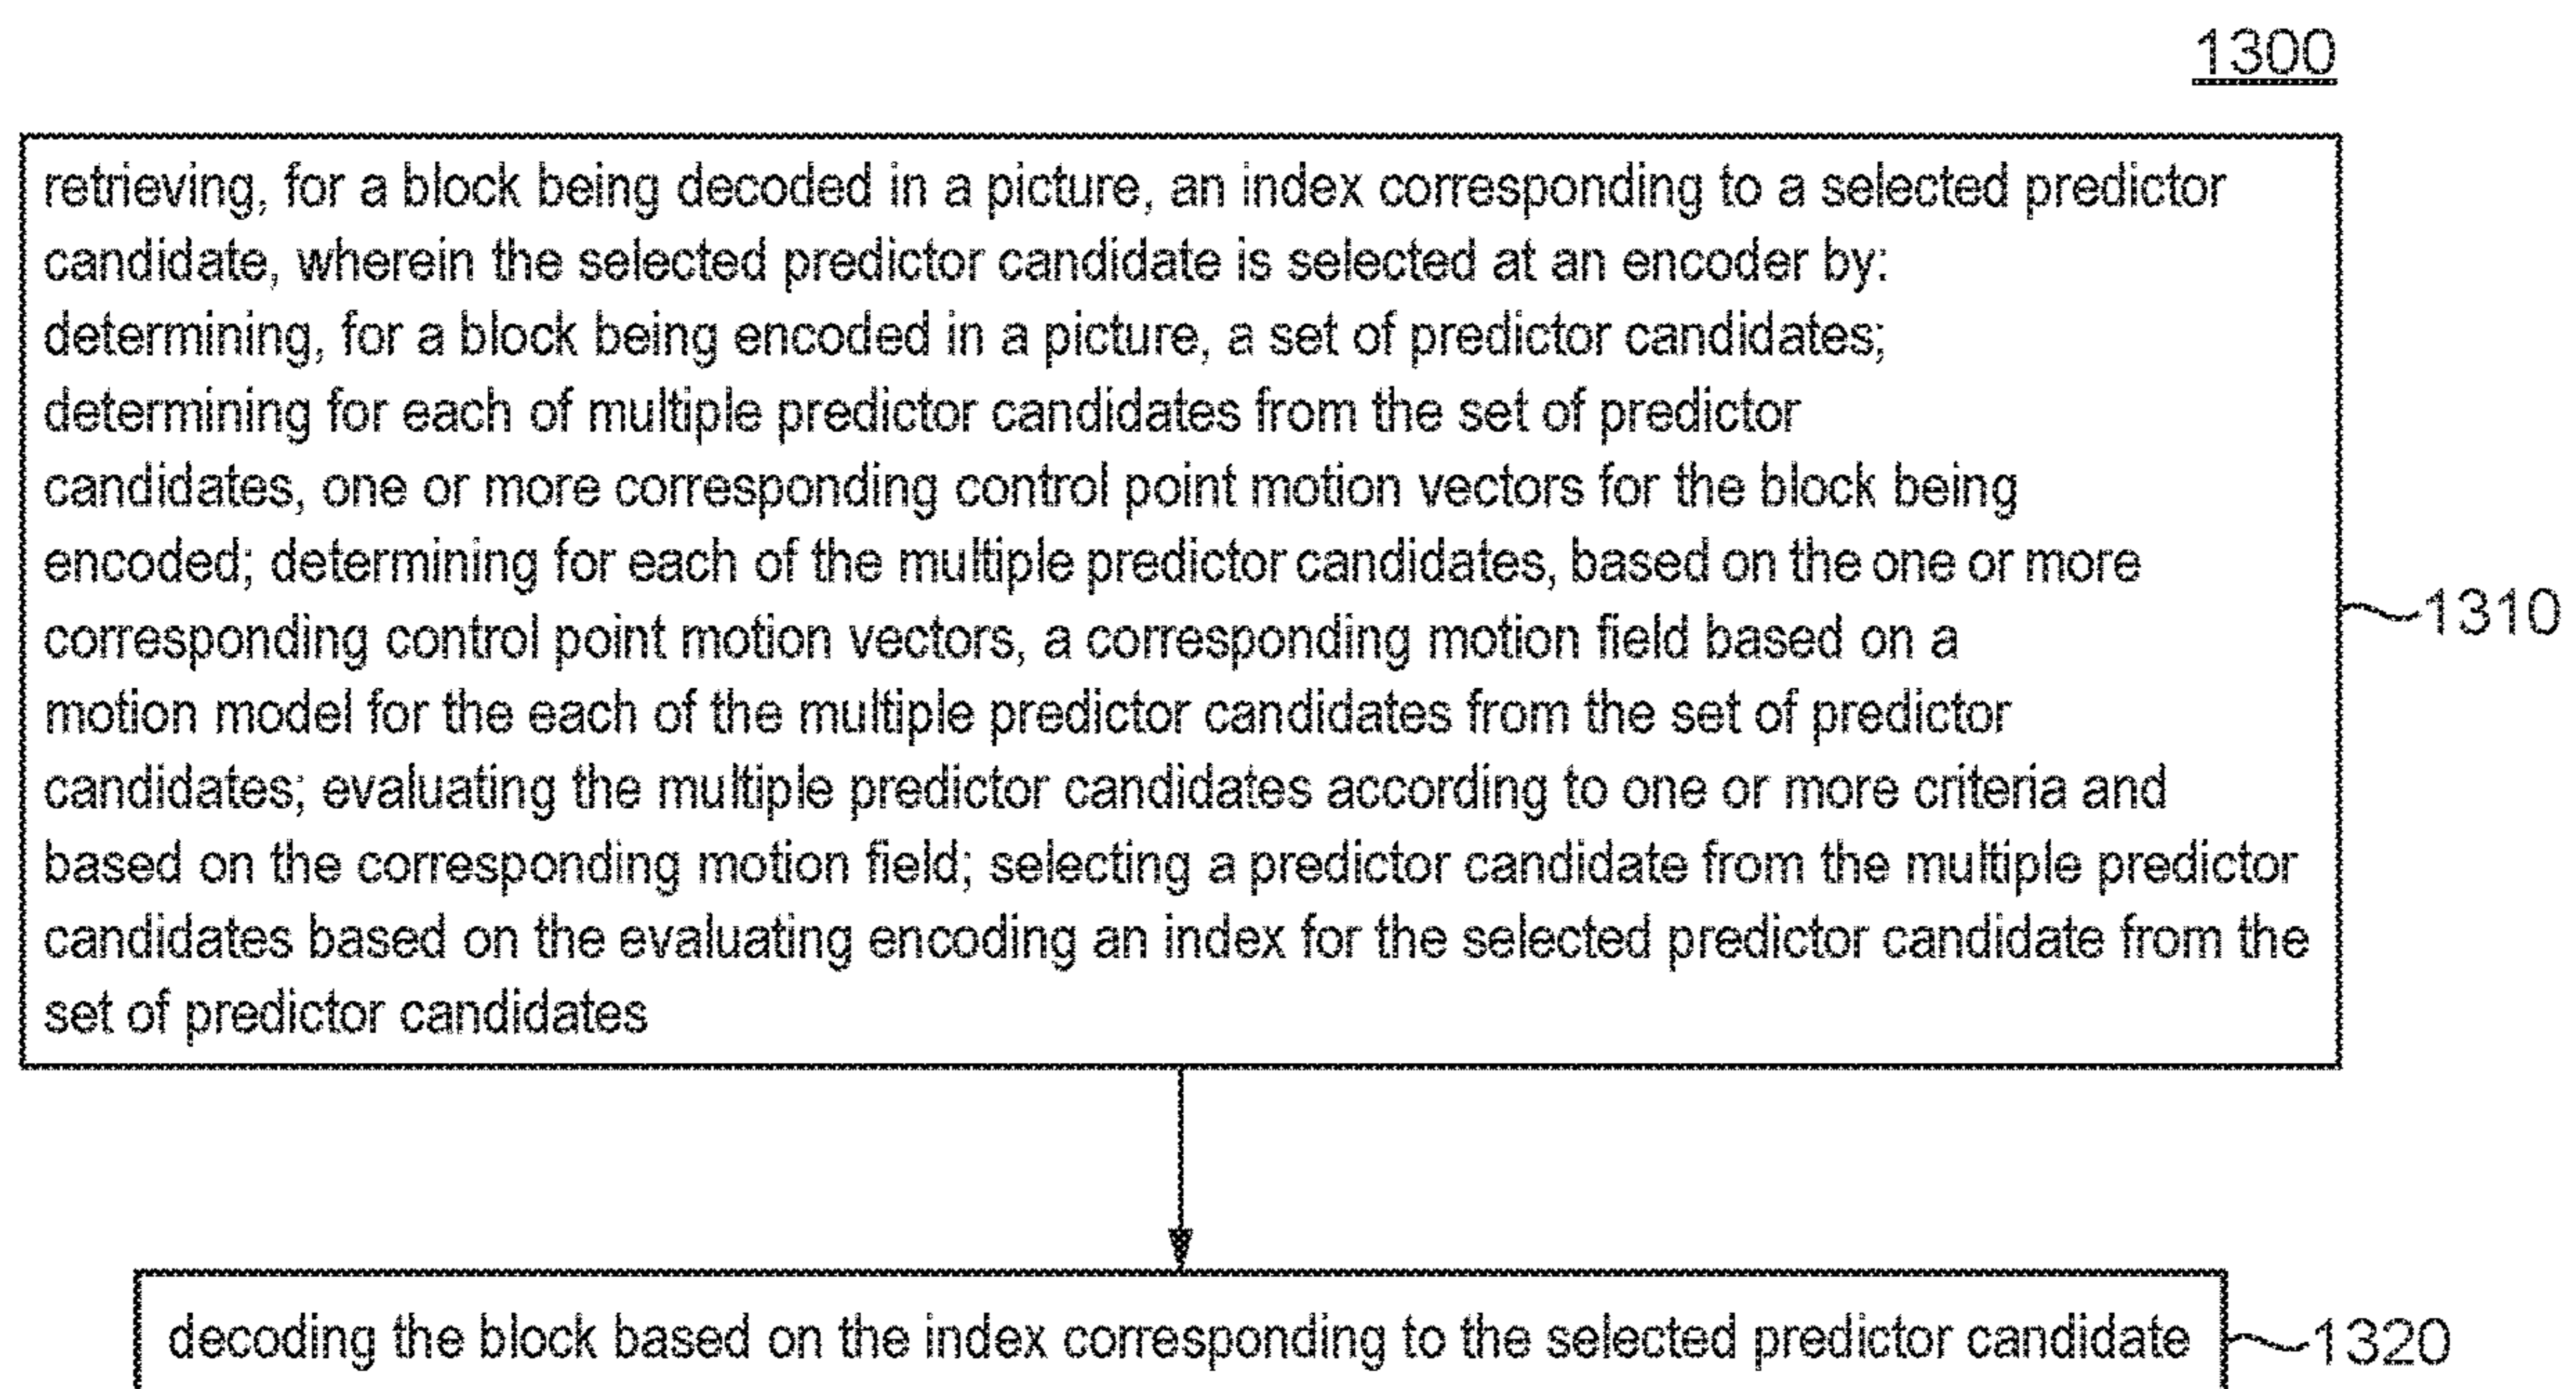 1300
retrieving, for a block being decoded in a picture, an index corresponding to a selected predictor
candidate, wherein the selected predictor candidate is selected at an encoder by:
determining, for a block being encoded in a picture, a set of predictor candidates;
determining for each of multiple predictor candidates from the set of predictor
candidates, one or more corresponding control point motion vectors for the block being
encoded; determining for each of the multiple predictor candidates, based on the one or more
corresponding control point motion vectors, a corresponding motion field based on a
motion model for the each of the multiple predictor candidates from the set of predictor
candidates; evaluating the multiple predictor candidates according to one or more criteria and
based on the corresponding motion field; selecting a predictor candidate from the multiple predictor
candidates based on the evaluating encoding an index for the selected predictor candidate from the
set of predictor candidates
1310
decoding the block based on the index corresponding to the selected predictor candidate
1320